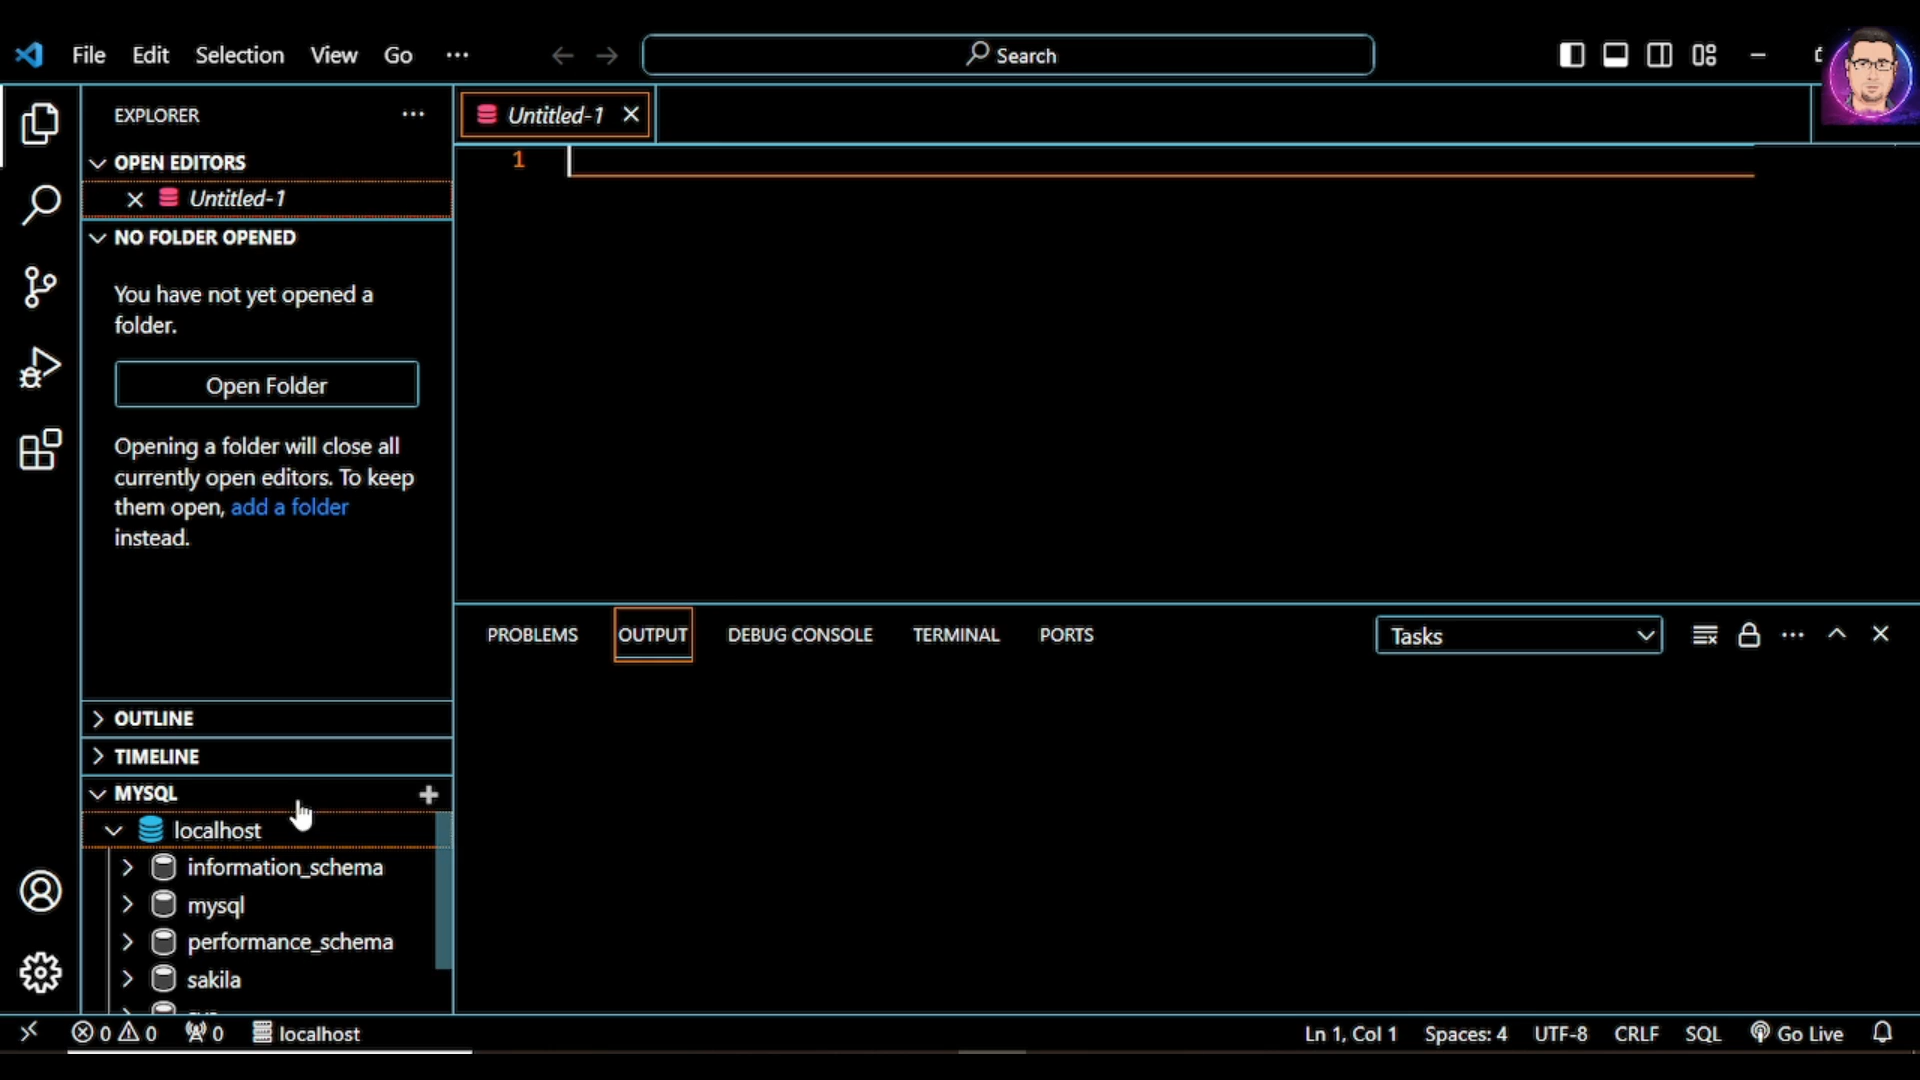 File Edit Selection View Go ··· Search
EXPLORER ···
Untitled-1
OPEN EDITORS
Untitled-1
1
NO FOLDER OPENED
You have not yet opened a
folder.
Open Folder
Opening a folder will close all
currently open editors. To keep
them open, add a folder
instead.
PROBLEMS OUTPUT DEBUG CONSOLE TERMINAL PORTS Tasks
OUTLINE
TIMELINE
MYSQL
localhost
information_schema
mysql
performance_schema
sakila
0 0 0 localhost Ln 1, Col 1 Spaces: 4 UTF-8 CRLF SQL Go Live